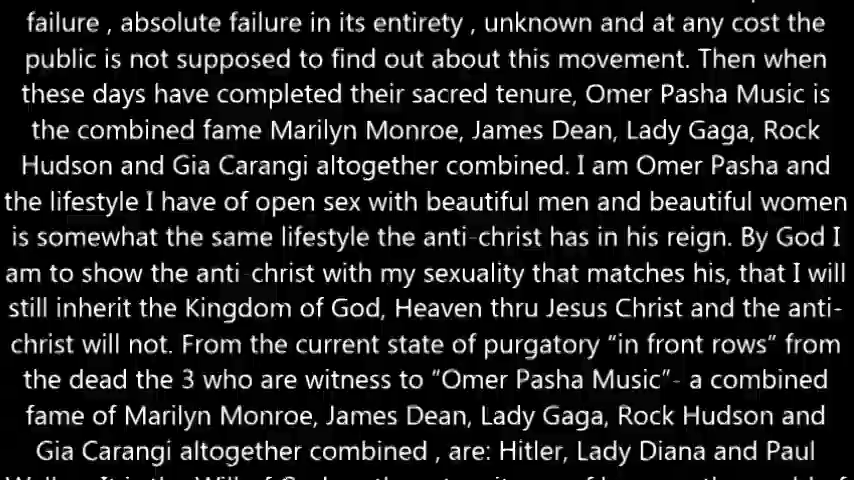 failure , absolute failure in its entirety , unknown and at any cost the
public is not supposed to find out about this movement. Then when
these days have completed their sacred tenure, Omer Pasha Music is
the combined fame Marilyn Monroe, James Dean, Lady Gaga, Rock
Hudson and Gia Carangi altogether combined. I am Omer Pasha and
the lifestyle I have of open sex with beautiful men and beautiful women
is somewhat the same lifestyle the anti-christ has in his reign. By God I
am to show the anti-christ with my sexuality that matches his, that I will
still inherit the Kingdom of God, Heaven thru Jesus Christ and the anti-
christ will not. From the current state of purgatory “in front rows” from
the dead the 3 who are witness to “Omer Pasha Music”- a combined
fame of Marilyn Monroe, James Dean, Lady Gaga, Rock Hudson and
Gia Carangi altogether combined , are: Hitler, Lady Diana and Paul